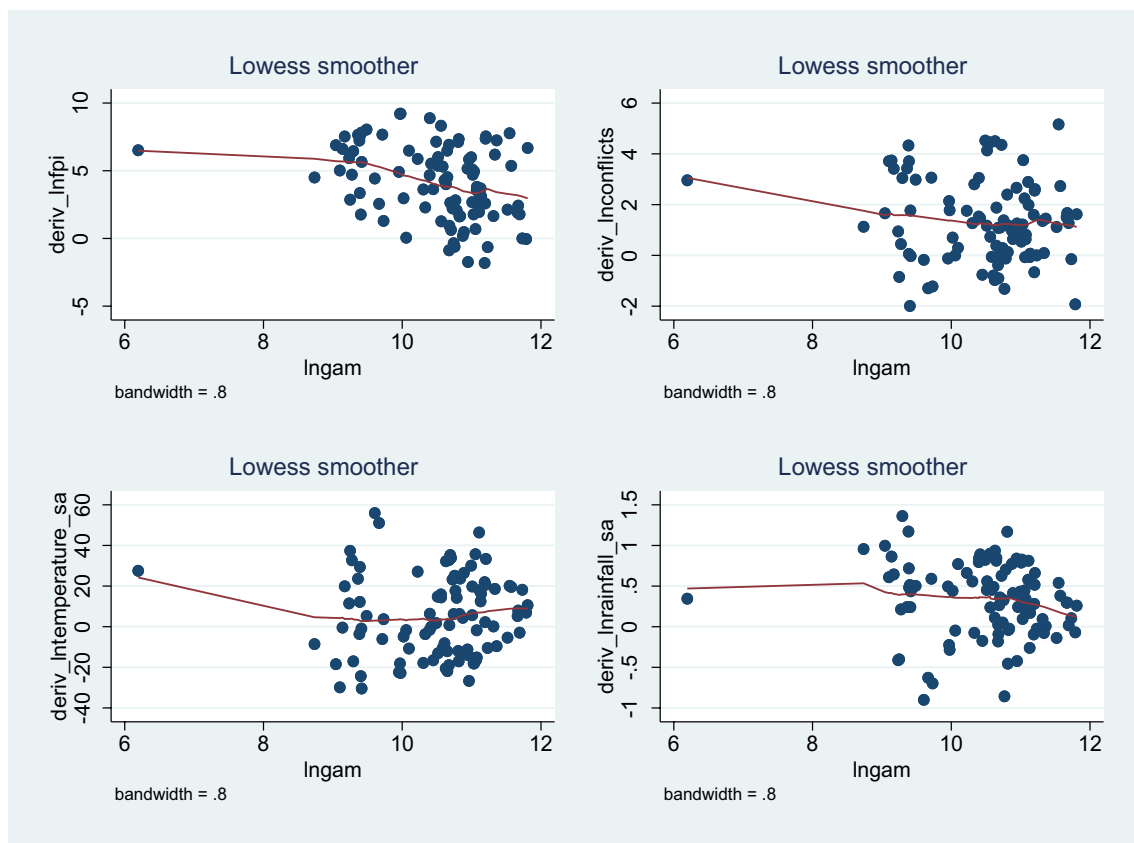 Lowess smoother
deriv_lnfpi
10
5
0
-5
6 8 10 12
lngam
bandwidth = .8
Lowess smoother
deriv_lnconflicts
6
4
2
0
-2
6 8 10 12
lngam
bandwidth = .8
Lowess smoother
deriv_lntemperature_sa
60
40
20
0
-20
-40
6 8 10 12
lngam
bandwidth = .8
Lowess smoother
deriv_lnrainfall_sa
1.5
1
.5
0
-.5
-1
6 8 10 12
lngam
bandwidth = .8